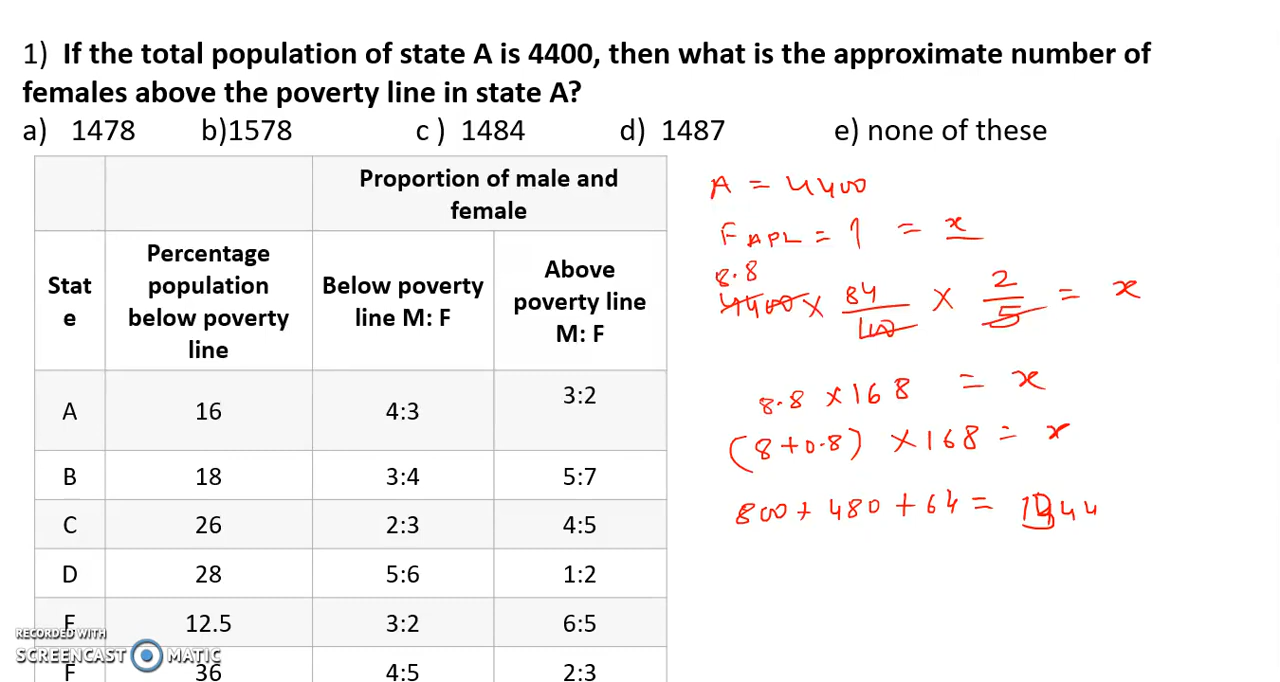 1) If the total population of state A is 4400, then what is the approximate number of
females above the poverty line in state A?
a) 1478 b)1578 c ) 1484 d) 1487 e) none of these
Proportion of male and
female
Stat
e
Percentage
population
below poverty
line
Below poverty
line M: F
Above
poverty line
M: F
A 16 4:3 3:2
B 18 3:4 5:7
C 26 2:3 4:5
D 28 5:6 1:2
E 12.5 3:2 6:5
F 36 4:5 2:3
A = 4400
F APL = ? = x
8.8
4400 × 84/100 × 2/5 = x
8.8 × 168 = x
(8+0.8) × 168 = x
800 + 480 + 64 =
RECORDED WITH
SCREENCAST MATIC